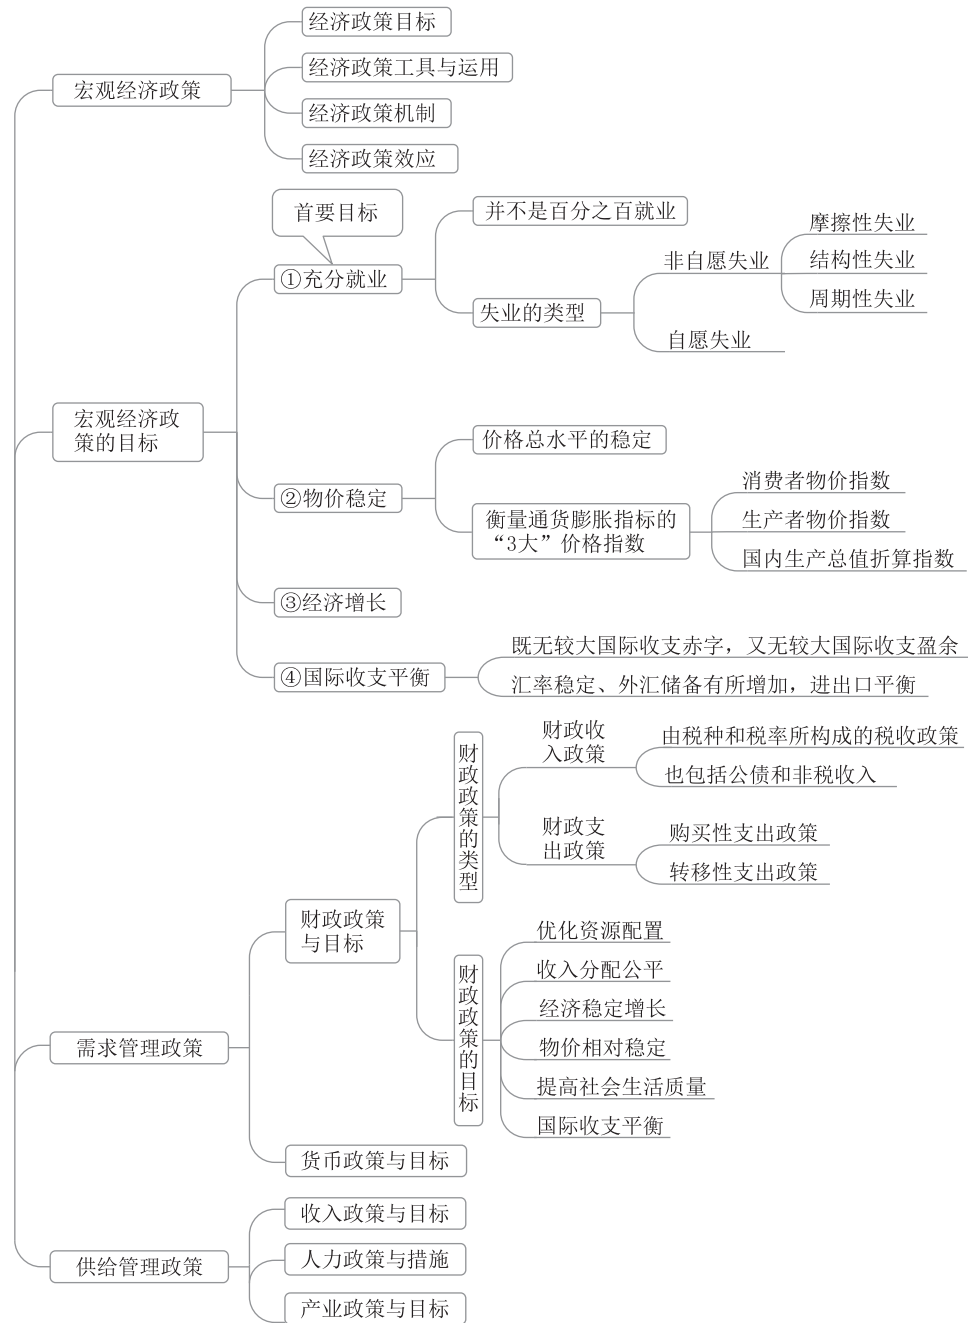 宏观经济政策
经济政策目标
经济政策工具与运用
经济政策机制
经济政策效应
宏观经济政
策的目标
首要目标
①充分就业
并不是百分之百就业
失业的类型
非自愿失业
摩擦性失业
结构性失业
周期性失业
自愿失业
②物价稳定
价格总水平的稳定
衡量通货膨胀指标的
“3大”价格指数
消费者物价指数
生产者物价指数
国内生产总值折算指数
③经济增长
④国际收支平衡
既无较大国际收支赤字，又无较大国际收支盈余
汇率稳定、外汇储备有所增加，进出口平衡
需求管理政策
财政政策
与目标
财政政策的类型
财政收
入政策
由税种和税率所构成的税收政策
也包括公债和非税收入
财政支
出政策
购买性支出政策
转移性支出政策
财政政策的目标
优化资源配置
收入分配公平
经济稳定增长
物价相对稳定
提高社会生活质量
国际收支平衡
货币政策与目标
供给管理政策
收入政策与目标
人力政策与措施
产业政策与目标